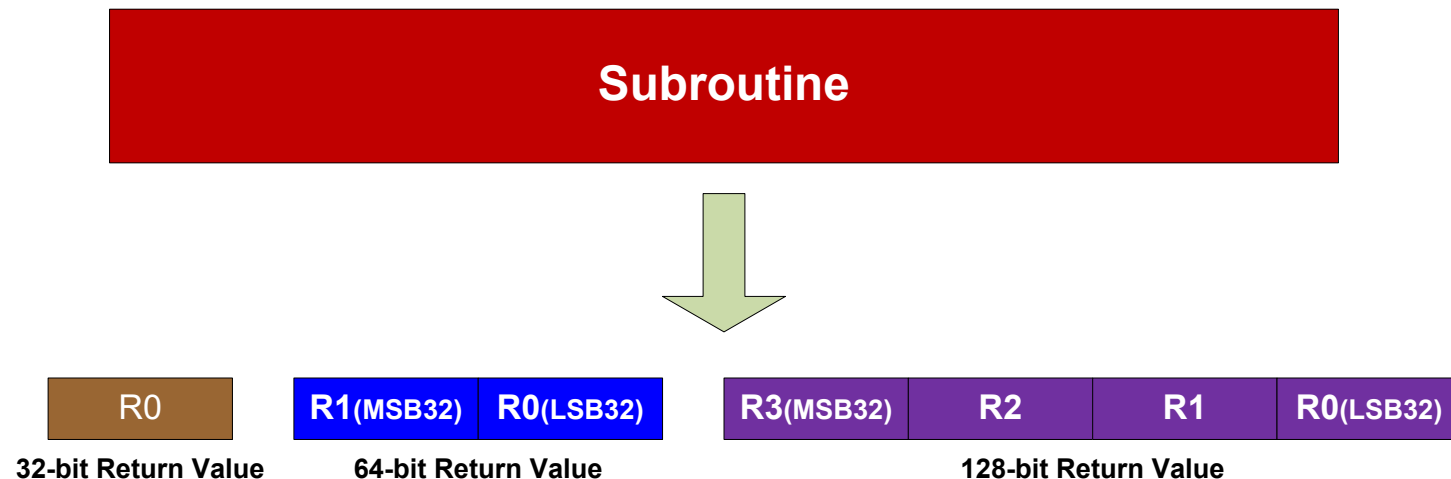 Subroutine
R0
R1(MSB32) R0(LSB32)
R3(MSB32) R2 R1 R0(LSB32)
32-bit Return Value
64-bit Return Value
128-bit Return Value